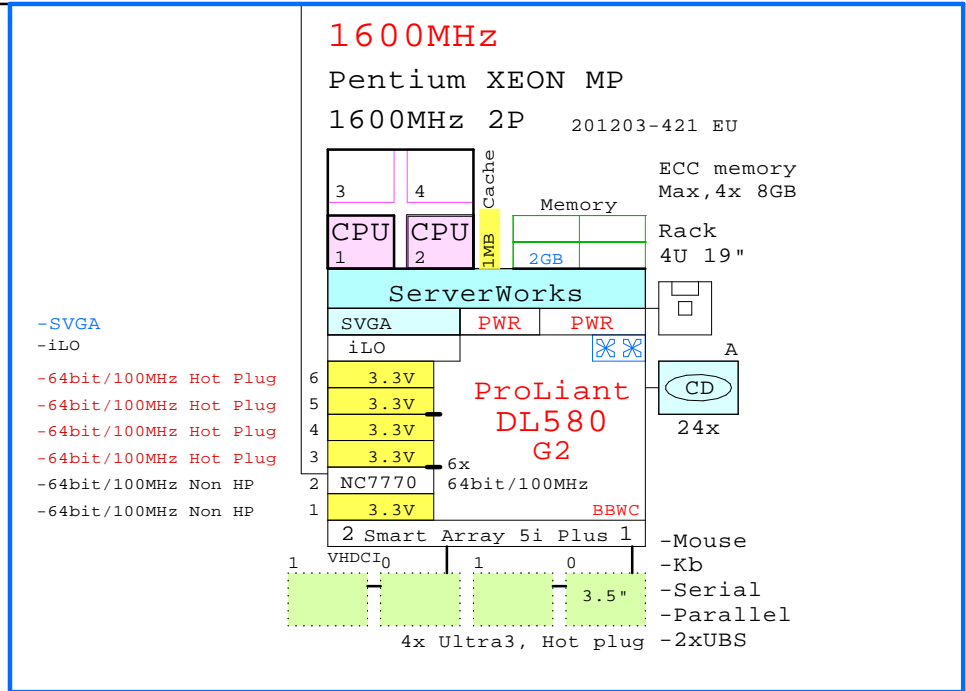 1600MHz
Pentium XEON MP
1600MHz 2P 201203-421 EU
ECC memory
Max,4x 8GB
Rack
4U 19"
3 4
CPU CPU
1 2
1MB Cache
Memory
2GB
ServerWorks
-SVGA
-iLO
SVGA PWR PWR
iLO
-64bit/100MHz Hot Plug 6 3.3V
-64bit/100MHz Hot Plug 5 3.3V
-64bit/100MHz Hot Plug 4 3.3V
-64bit/100MHz Hot Plug 3 3.3V
-64bit/100MHz Non HP 2 NC7770
-64bit/100MHz Non HP 1 3.3V
ProLiant
DL580
G2
6x
64bit/100MHz
BBWC
A
CD
24x
2 Smart Array 5i Plus 1
VHDCI
1 0 1 0
3.5"
4x Ultra3, Hot plug
-Mouse
-Kb
-Serial
-Parallel
-2xUBS